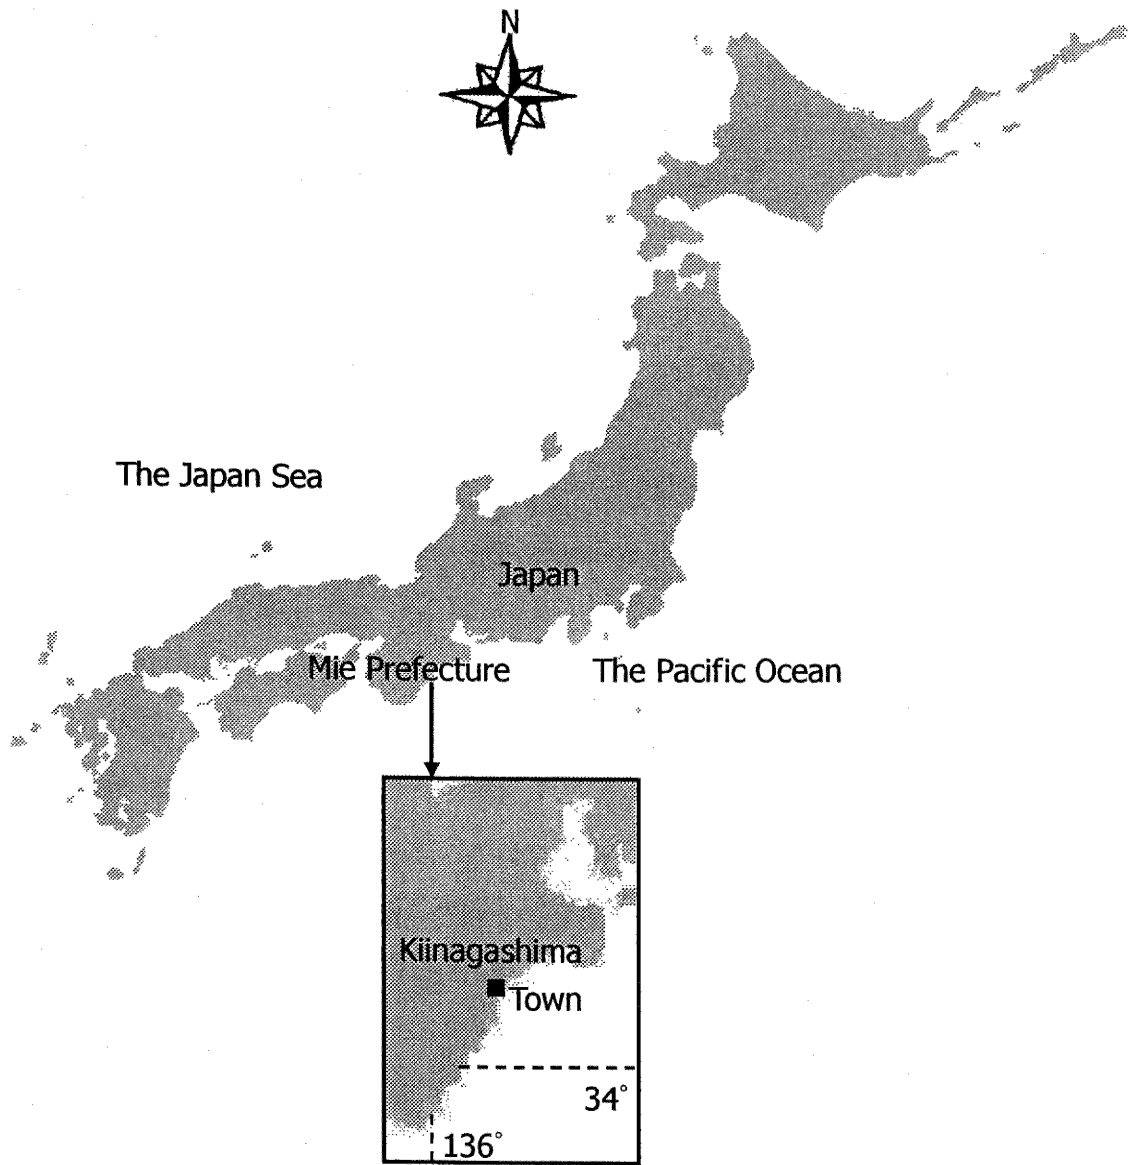 N
The Japan Sea
Japan
Mie Prefecture
The Pacific Ocean
Kiinagashima
Town
34°
136°